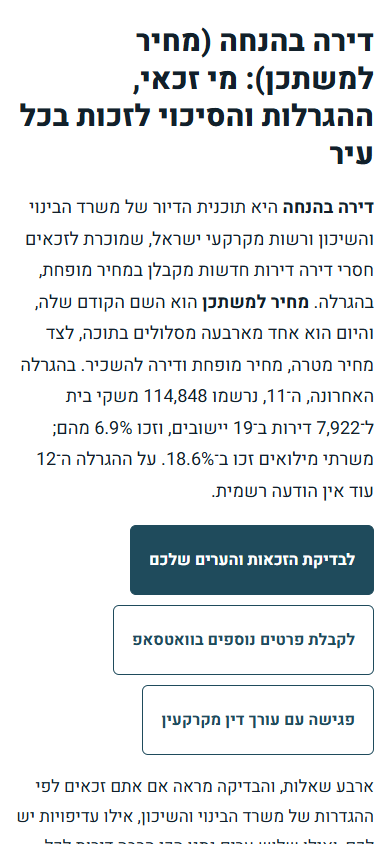 דירה בהנחה (מחיר
למשתכן): מי זכאי,
ההגרלות והסיכוי לזכות בכל
עיר
דירה בהנחה היא תוכנית הדיור של משרד הבינוי
והשיכון ורשות מקרקעי ישראל, שמוכרת לזכאים
חסרי דירה דירות חדשות מקבלן במחיר מופחת,
בהגרלה. מחיר למשתכן הוא השם הקודם שלה,
והיום הוא אחד מארבעה מסלולים בתוכה, לצד
מחיר מטרה, מחיר מופחת ודירה להשכיר. בהגרלה
האחרונה, ה־11, נרשמו 114,848 משקי בית
ל־7,922 דירות ב־19 יישובים, וזכו 6.9% מהם;
משרתי מילואים זכו ב־18.6%. על ההגרלה ה־12
עוד אין הודעה רשמית.
לבדיקת הזכאות והערים שלכם
לקבלת פרטים נוספים בוואטסאפ
פגישה עם עורך דין מקרקעין
ארבע שאלות, והבדיקה מראה אם אתם זכאים לפי
ההגדרות של משרד הבינוי והשיכון, אילו עדיפויות יש